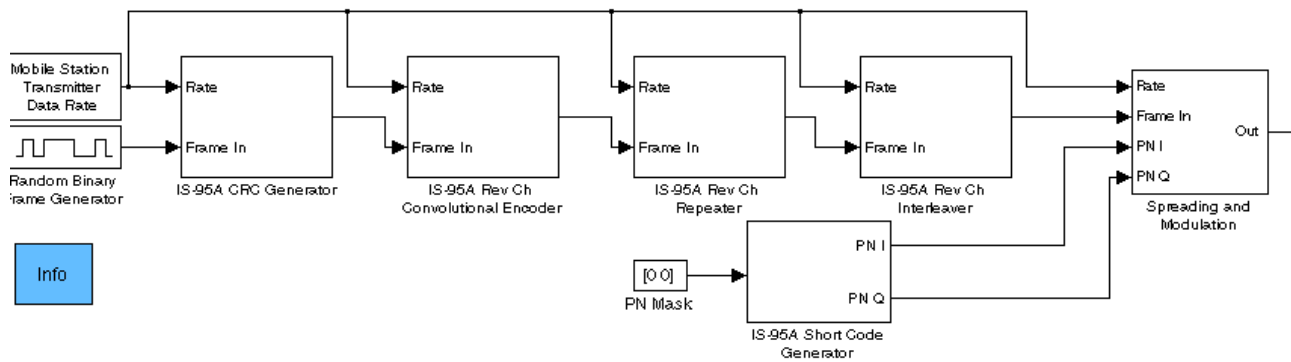 Mobile Station
Transmitter
Data Rate
Random Binary
Frame Generator
Rate
Frame In
IS-95A CRC Generator
Rate
Frame In
IS-95A Rev Ch
Convolutional Encoder
Rate
Frame In
IS-95A Rev Ch
Repeater
Rate
Frame In
IS-95A Rev Ch
Interleaver
Rate
Frame In
PN I
PN Q
Out
Spreading and
Modulation
Info
[0 0]
PN Mask
PN I
PN Q
IS-95A Short Code
Generator